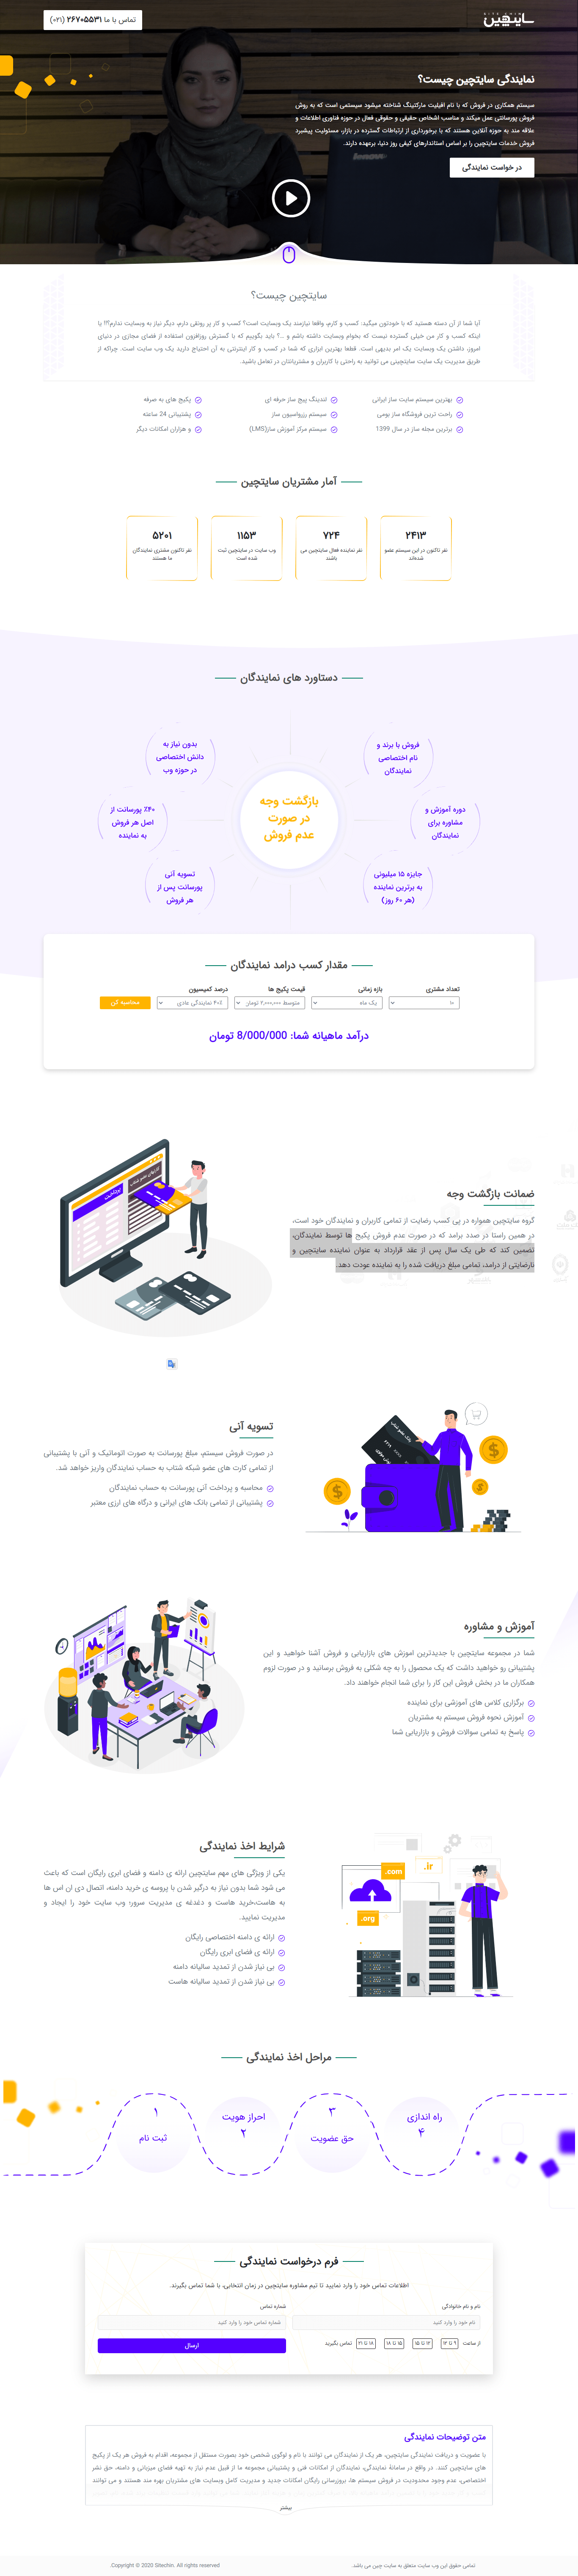 سایتچین
تماس با ما ۲۶۷۰۵۵۳۱ (۰۲۱)
نمایندگی سایتچین چیست؟
سیستم همکاری در فروش که با نام افیلیت مارکتینگ شناخته میشود سیستمی است که به روش
فروش پورسانتی عمل میکند و مناسب اشخاص حقیقی و حقوقی فعال در حوزه فناوری اطلاعات و
علاقه مند به حوزه آنلاین هستند که با برخورداری از ارتباطات گسترده در بازار، مسئولیت پیشبرد
فروش خدمات سایتچین را بر اساس استانداردهای کیفی روز دنیا، برعهده دارند.
در خواست نمایندگی
سایتچین چیست؟
آیا شما از آن دسته هستید که با خودتون میگید: کسب و کارم، واقعا نیازمند یک وبسایت است؟ کسب و کار پر رونقی دارم، دیگر نیاز به وبسایت ندارم؟!! یا
اینکه کسب و کار من خیلی گسترده نیست که بخوام وبسایت داشته باشم و ...؟ باید بگوییم که با گسترش روزافزون استفاده از فضای مجازی در دنیای
امروز، داشتن یک وبسایت یک امر بدیهی است. قطعا بهترین ابزاری که شما در کسب و کار اینترنتی به آن احتیاج دارید یک وب سایت است. چراکه از
طریق مدیریت یک سایت سایتچینی می توانید به راحتی با کاربران و مشتریانتان در تعامل باشید.
بهترین سیستم سایت ساز ایرانی
لندینگ پیج ساز حرفه ای
پکیج های به صرفه
راحت ترین فروشگاه ساز بومی
سیستم رزرواسیون ساز
پشتیبانی 24 ساعته
برترین مجله ساز در سال 1399
سیستم مرکز آموزش ساز(LMS)
و هزاران امکانات دیگر
آمار مشتریان سایتچین
۲۴۱۳
نفر تاکنون در این سیستم عضو
شده‌اند
۷۲۴
نفر نماینده فعال سایتچین می
باشند
۱۱۵۳
وب سایت در سایتچین ثبت
شده است
۵۲۰۱
نفر تاکنون مشتری نمایندگان
ما هستند
دستاورد های نمایندگان
فروش با برند و
نام اختصاصی
نمایندگان
بدون نیاز به
دانش اختصاصی
در حوزه وب
دوره آموزش و
مشاوره برای
نمایندگان
بازگشت وجه
در صورت
عدم فروش
۴۰٪ پورسانت از
اصل هر فروش
به نماینده
جایزه ۱۵ میلیونی
به برترین نماینده
(هر ۶۰ روز)
تسویه آنی
پورسانت پس از
هر فروش
مقدار کسب درامد نمایندگان
تعداد مشتری
بازه زمانی
قیمت پکیج ها
درصد کمیسیون
۱۰
یک ماه
متوسط ۲,۰۰۰,۰۰۰ تومان
۴۰٪ نمایندگی عادی
محاسبه کن
درآمد ماهیانه شما: 8/000/000 تومان
ضمانت بازگشت وجه
گروه سایتچین همواره در پی کسب رضایت از تمامی کاربران و نمایندگان خود است،
در همین راستا در صدد برامد که در صورت عدم فروش پکیج ها توسط نمایندگان،
تضمین کند که طی یک سال پس از عقد قرارداد به عنوان نماینده سایتچین و
نارضایتی از درامد، تمامی مبلغ دریافت شده را به نماینده عودت دهد.
پرداخت
تسویه آنی
در صورت فروش سیستم، مبلغ پورسانت به صورت اتوماتیک و آنی با پشتیبانی
از تمامی کارت های عضو شبکه شتاب به حساب نمایندگان واریز خواهد شد.
محاسبه و پرداخت آنی پورسانت به حساب نمایندگان
پشتیبانی از تمامی بانک های ایرانی و درگاه های ارزی معتبر
آموزش و مشاوره
شما در مجموعه سایتچین با جدیدترین اموزش های بازاریابی و فروش آشنا خواهید و این
پشتیبانی رو خواهید داشت که یک محصول را به چه شکلی به فروش برسانید و در صورت لزوم
همکاران ما در بخش فروش این کار را برای شما انجام خواهند داد.
برگزاری کلاس های آموزشی برای نماینده
آموزش نحوه فروش سیستم به مشتریان
پاسخ به تمامی سوالات فروش و بازاریابی شما
شرایط اخذ نمایندگی
یکی از ویژگی های مهم سایتچین ارائه ی دامنه و فضای ابری رایگان است که باعث
می شود شما بدون نیاز به درگیر شدن با پروسه ی خرید دامنه، اتصال دی ان اس ها
به هاست،خرید هاست و دغدغه ی مدیریت سرور؛ وب سایت خود را ایجاد و
مدیریت نمایید.
ارائه ی دامنه اختصاصی رایگان
ارائه ی فضای ابری رایگان
بی نیاز شدن از تمدید سالیانه دامنه
بی نیاز شدن از تمدید سالیانه هاست
.com
.ir
.org
مراحل اخذ نمایندگی
۱
ثبت نام
احراز هویت
۲
۳
حق عضویت
راه اندازی
۴
فرم درخواست نمایندگی
اطلاعات تماس خود را وارد نمایید تا تیم مشاوره سایتچین در زمان انتخابی، با شما تماس بگیرند.
نام و نام خانوادگی
شماره تماس
نام خود را وارد کنید
شماره تماس خود را وارد کنید
از ساعت ۹ تا ۱۲ ۱۲ تا ۱۵ ۱۵ تا ۱۸ ۱۸ تا ۲۱ تماس بگیرید
ارسال
متن توضیحات نمایندگی
با عضویت و دریافت نمایندگی سایتچین، هر یک از نمایندگان می توانند با نام و لوگوی شخصی خود بصورت مستقل از مجموعه، اقدام به فروش هر یک از پکیج
های سایتچین کنند. در واقع در سامانۀ نمایندگی، نمایندگان از امکانات فنی و پشتیبانی مجموعه ما از قبیل عدم نیاز به تهیه فضای میزبانی و دامنه، حق نشر
اختصاصی، عدم وجود محدودیت در فروش سیستم ها، بروزرسانی رایگان امکانات جدید و مدیریت کامل وبسایت های مشتریان بهره مند هستند و می توانند
بیشتر
تمامی حقوق این وب سایت متعلق به سایت چین می باشد.
Copyright © 2020 Sitechin. All rights reserved